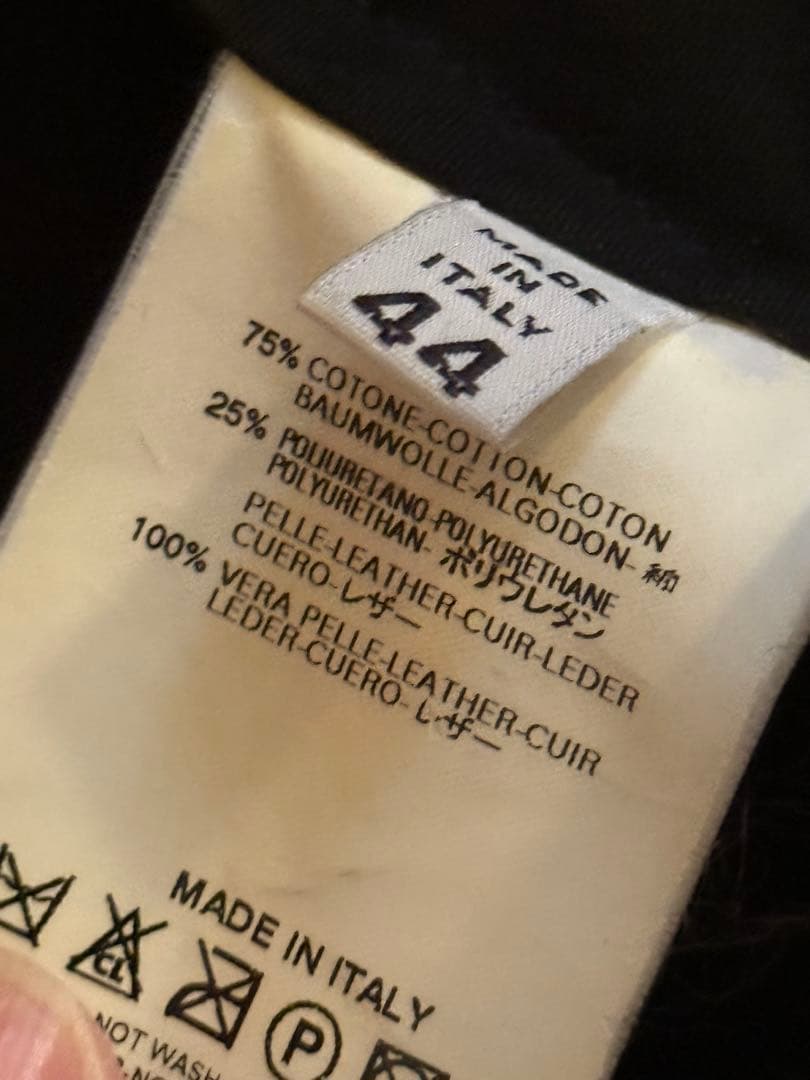 MADE
IN
ITALY
44
75% COTONE-COTTON-COTON
BAUMWOLLE-ALGODON-綿
25% POLIURETANO-POLYURETHANE
POLYURETHAN-ポリウレタン
PELLE-LEATHER-CUIR-LEDER
CUERO-レザー
100% VERA PELLE-LEATHER-CUIR
LEDER-CUERO-レザー
MADE IN ITALY
CL
P
NOT WASH